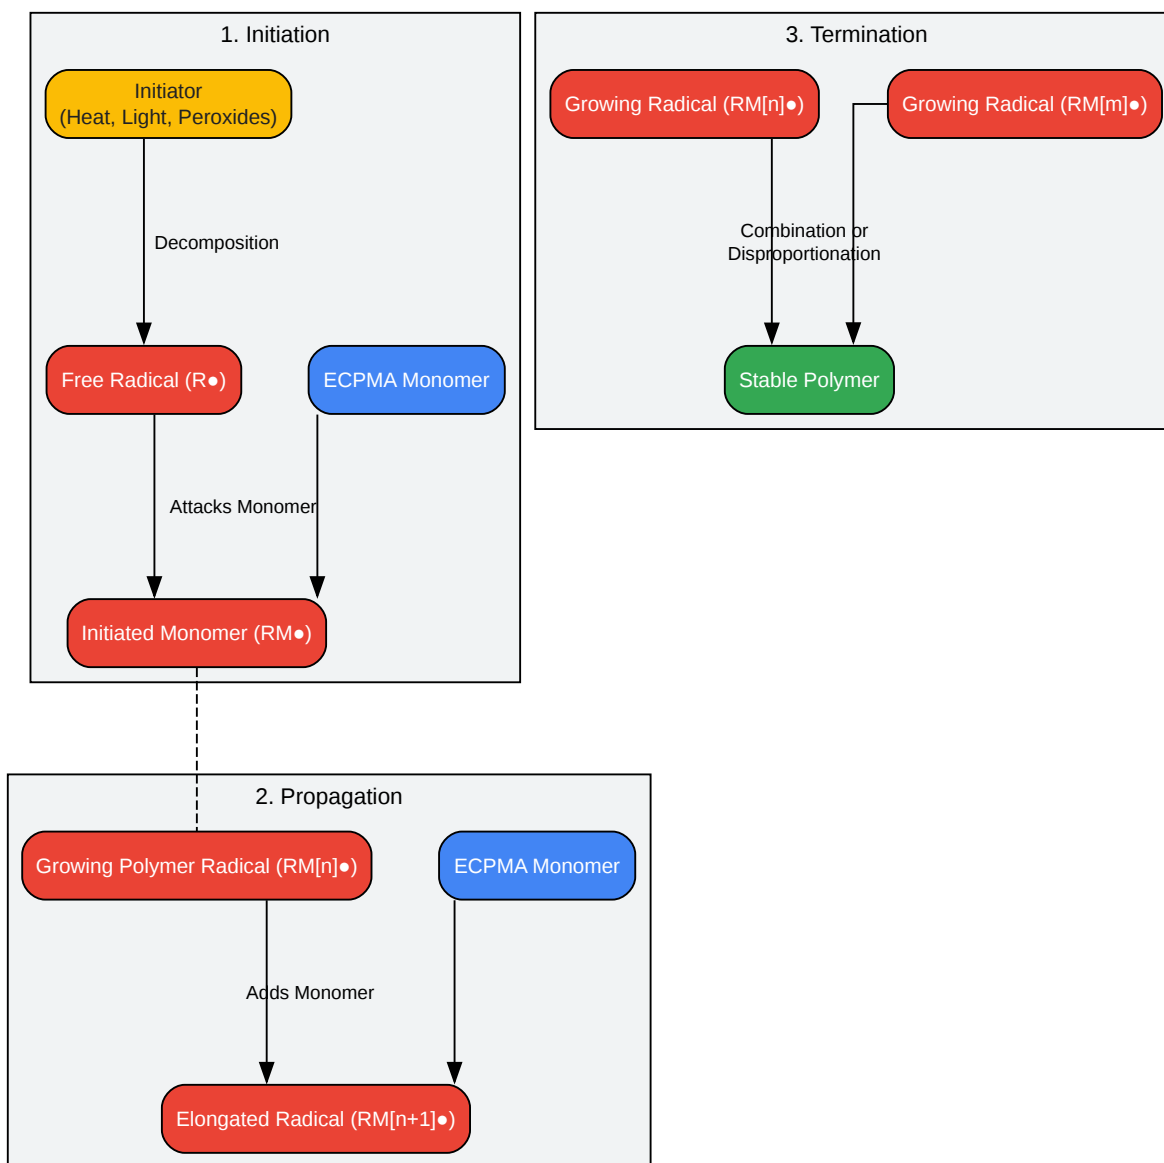 1. Initiation
Initiator
(Heat, Light, Peroxides)
Decomposition
Free Radical (R●)
ECPMA Monomer
Attacks Monomer
Initiated Monomer (RM●)
3. Termination
Growing Radical (RM[n]●)
Growing Radical (RM[m]●)
Combination or
Disproportionation
Stable Polymer
2. Propagation
Growing Polymer Radical (RM[n]●)
ECPMA Monomer
Adds Monomer
Elongated Radical (RM[n+1]●)